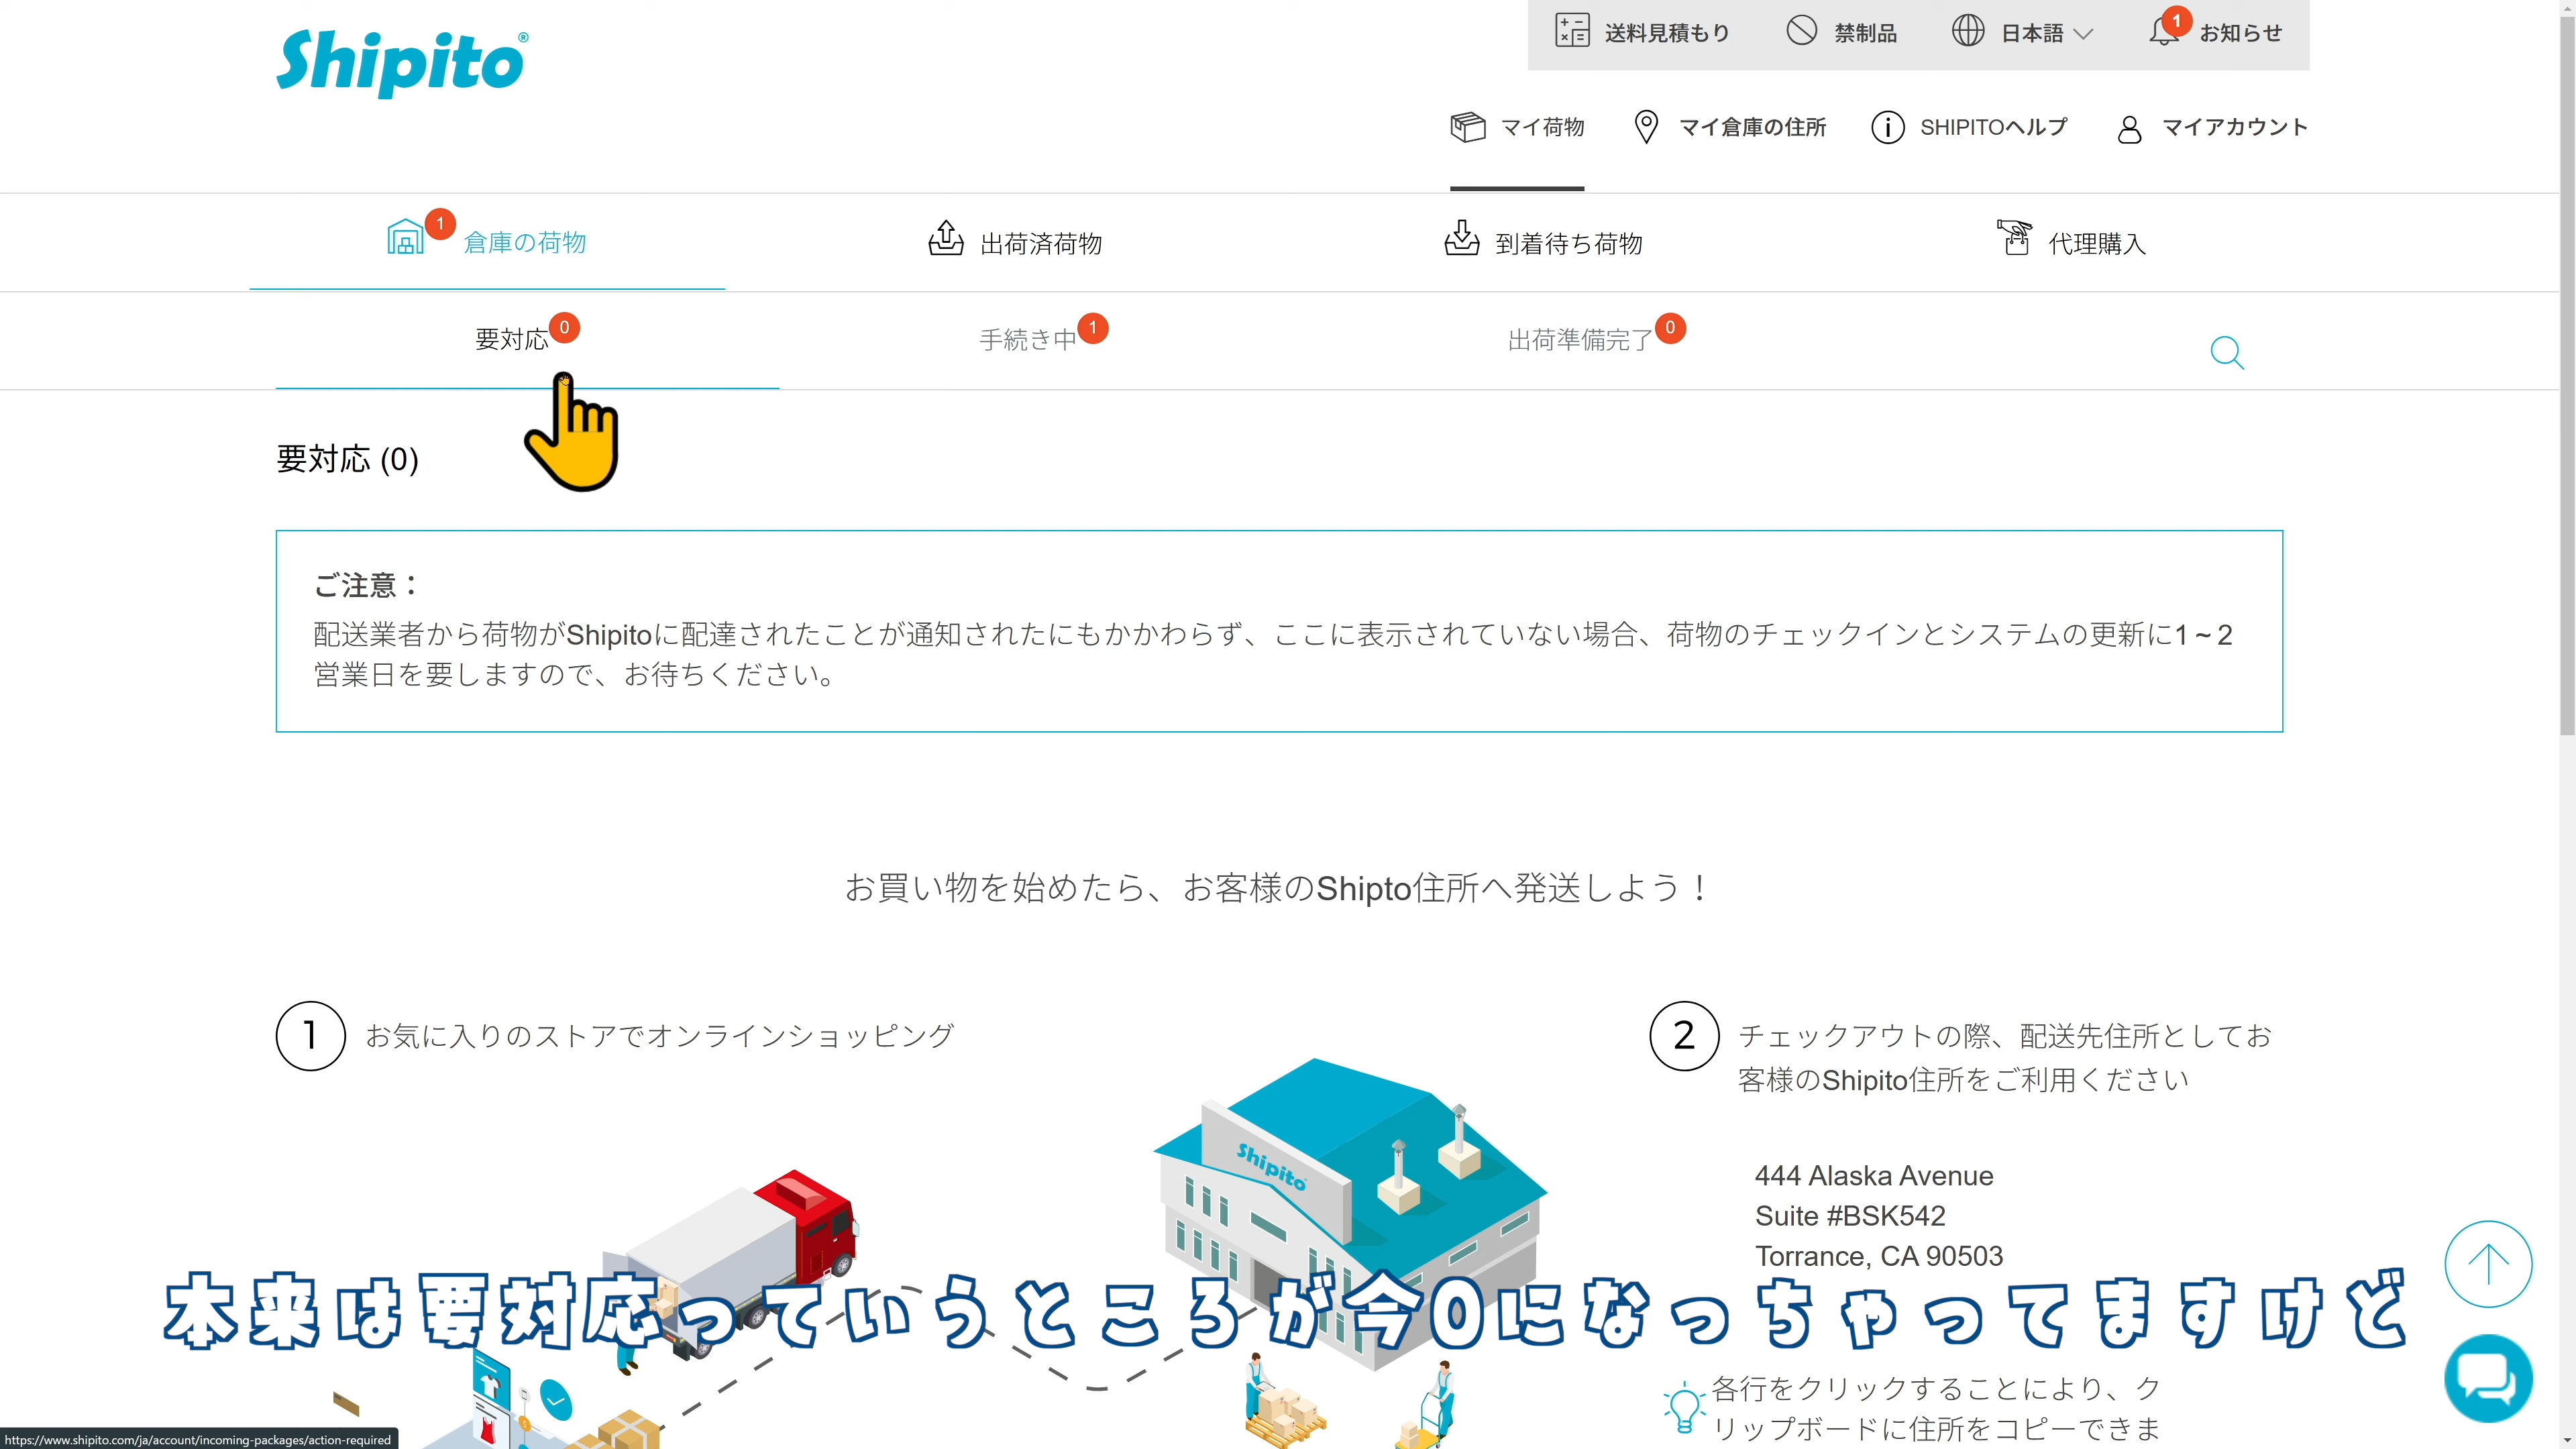 Shipito®
送料見積もり
禁制品
日本語
1
お知らせ
マイ荷物
マイ倉庫の住所
SHIPITOヘルプ
マイアカウント
1
倉庫の荷物
出荷済荷物
到着待ち荷物
代理購入
要対応 0
手続き中 1
出荷準備完了 0
要対応 (0)
ご注意：
配送業者から荷物がShipitoに配達されたことが通知されたにもかかわらず、ここに表示されていない場合、荷物のチェックインとシステムの更新に1～2
営業日を要しますので、お待ちください。
お買い物を始めたら、お客様のShipto住所へ発送しよう！
1 お気に入りのストアでオンラインショッピング
2 チェックアウトの際、配送先住所としてお
客様のShipito住所をご利用ください
Shipito
444 Alaska Avenue
Suite #BSK542
Torrance, CA 90503
本来は要対応っていうところが今0になっちゃってますけど
各行をクリックすることにより、ク
リップボードに住所をコピーできま
https://www.shipito.com/ja/account/incoming-packages/action-required